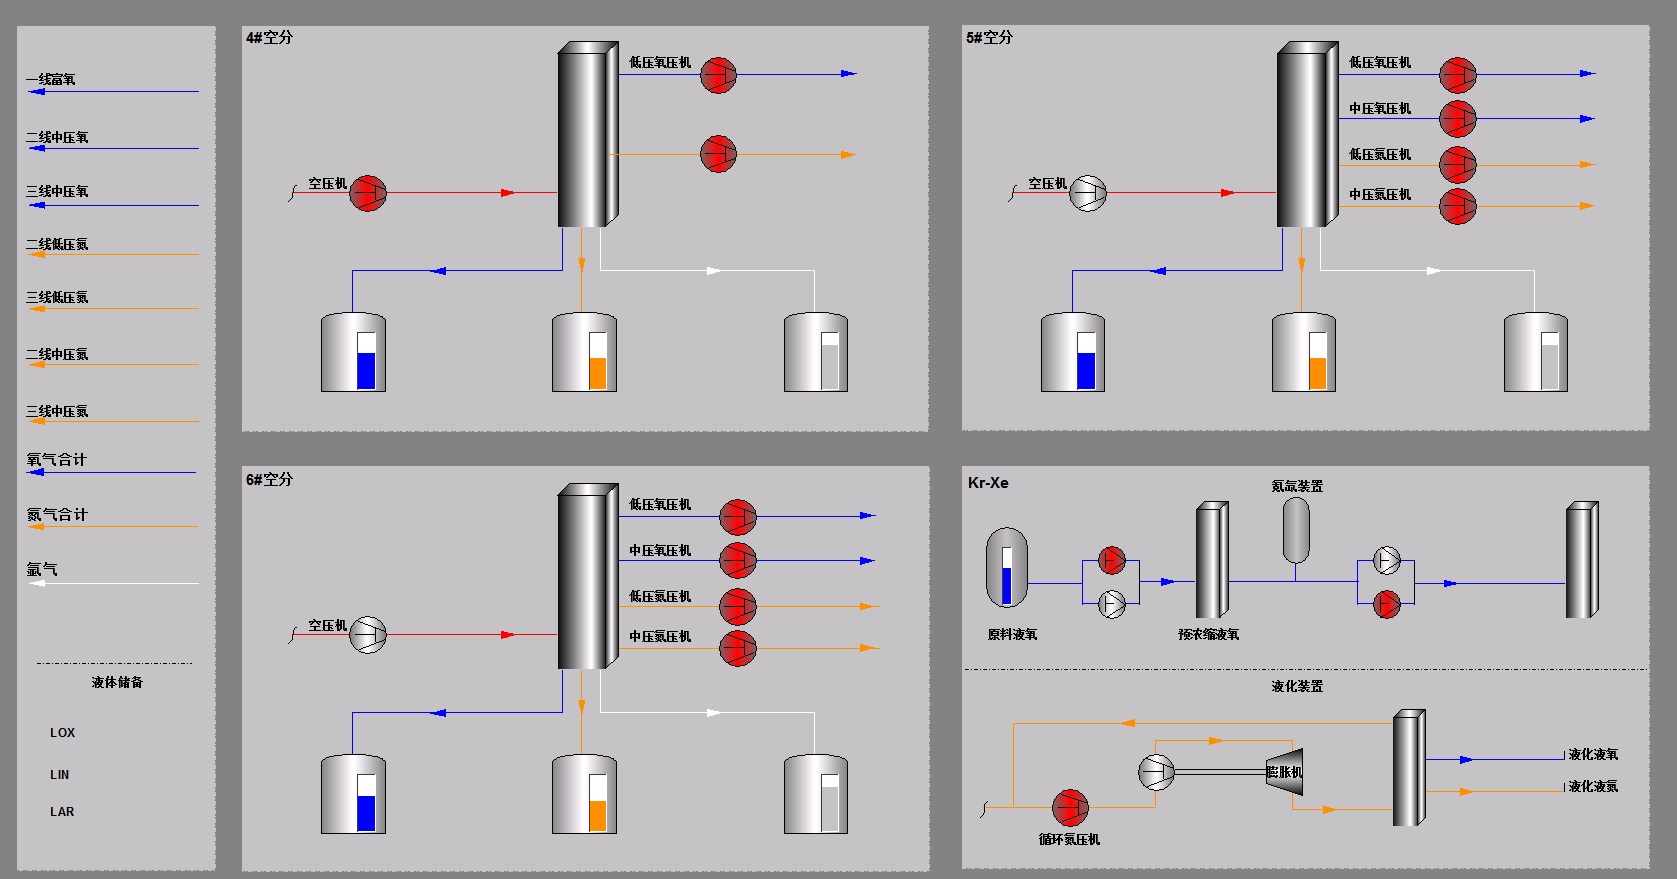 一线富氧
二线中压氧
三线中压氧
二线低压氮
三线低压氮
二线中压氮
三线中压氮
氧气合计
氮气合计
氩气
液体储备
LOX
LIN
LAR
4#空分
低压氧压机
空压机
5#空分
低压氧压机
中压氧压机
低压氮压机
中压氮压机
空压机
6#空分
低压氧压机
中压氧压机
低压氮压机
中压氮压机
空压机
Kr-Xe
氪氙装置
原料液氧
预浓缩液氧
液化装置
膨胀机
液化液氧
液化液氮
循环氮压机